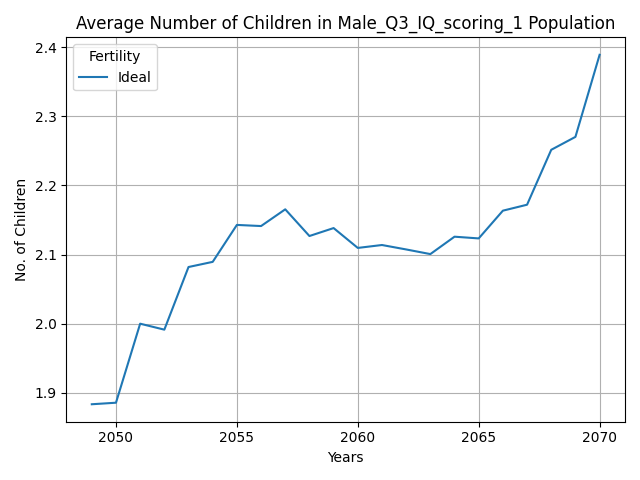 Average Number of Children in Male_Q3_IQ_scoring_1 Population
Fertility
Ideal
No. of Children
2.4
2.3
2.2
2.1
2.0
1.9
2050 2055 2060 2065 2070
Years